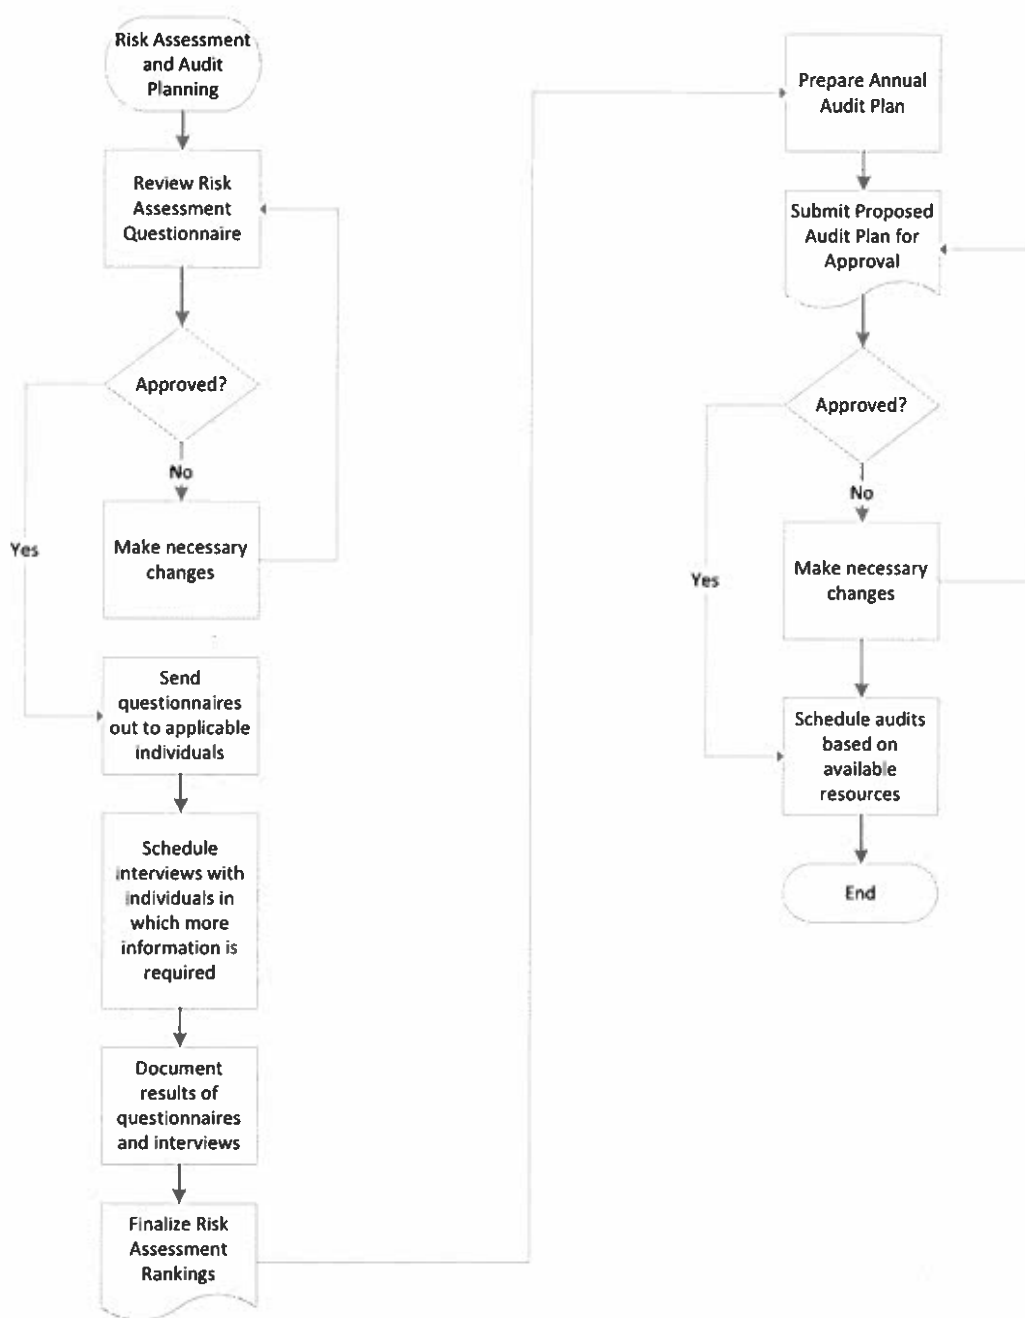 Risk Assessment
and Audit
Planning
Review Risk
Assessment
Questionnaire
Approved?
No
Yes
Make necessary
changes
Send
questionnaires
out to applicable
individuals
Schedule
interviews with
individuals in
which more
information is
required
Document
results of
questionnaires
and interviews
Finalize Risk
Assessment
Rankings
Prepare Annual
Audit Plan
Submit Proposed
Audit Plan for
Approval
Approved?
No
Yes
Make necessary
changes
Schedule audits
based on
available
resources
End